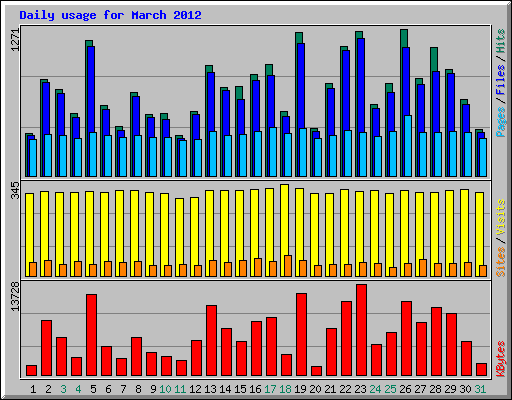 Daily usage for March 2012
1271
Pages / Files / Hits
345
Sites / Visits
13728
KBytes
1 2 3 4 5 6 7 8 9 10 11 12 13 14 15 16 17 18 19 20 21 22 23 24 25 26 27 28 29 30 31